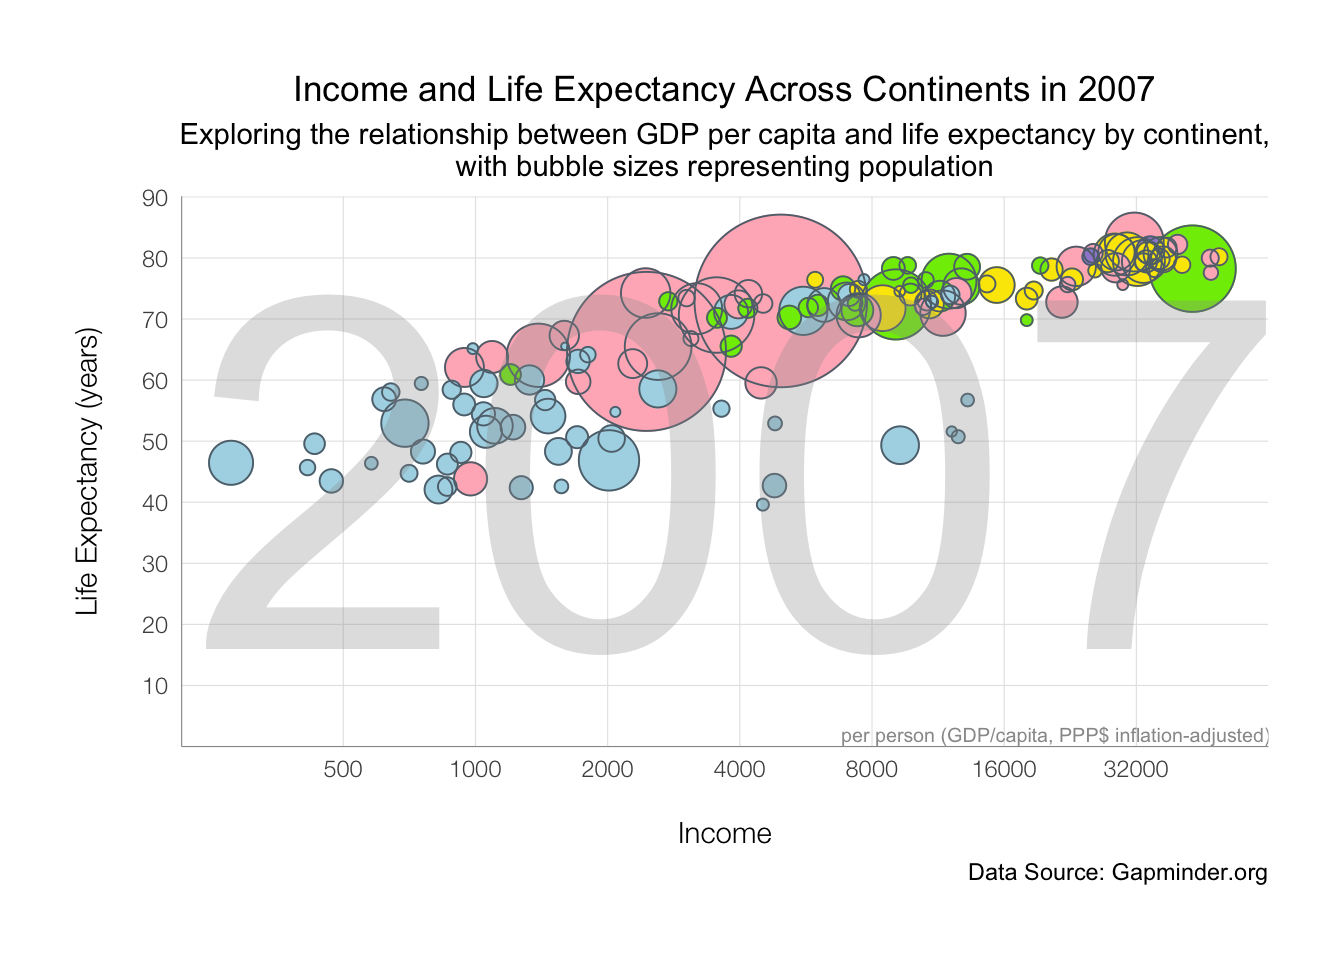 Income and Life Expectancy Across Continents in 2007
Exploring the relationship between GDP per capita and life expectancy by continent,
with bubble sizes representing population
90
80
70
60
50
40
30
20
10
Life Expectancy (years)
2007
per person (GDP/capita, PPP$ inflation-adjusted)
500 1000 2000 4000 8000 16000 32000
Income
Data Source: Gapminder.org